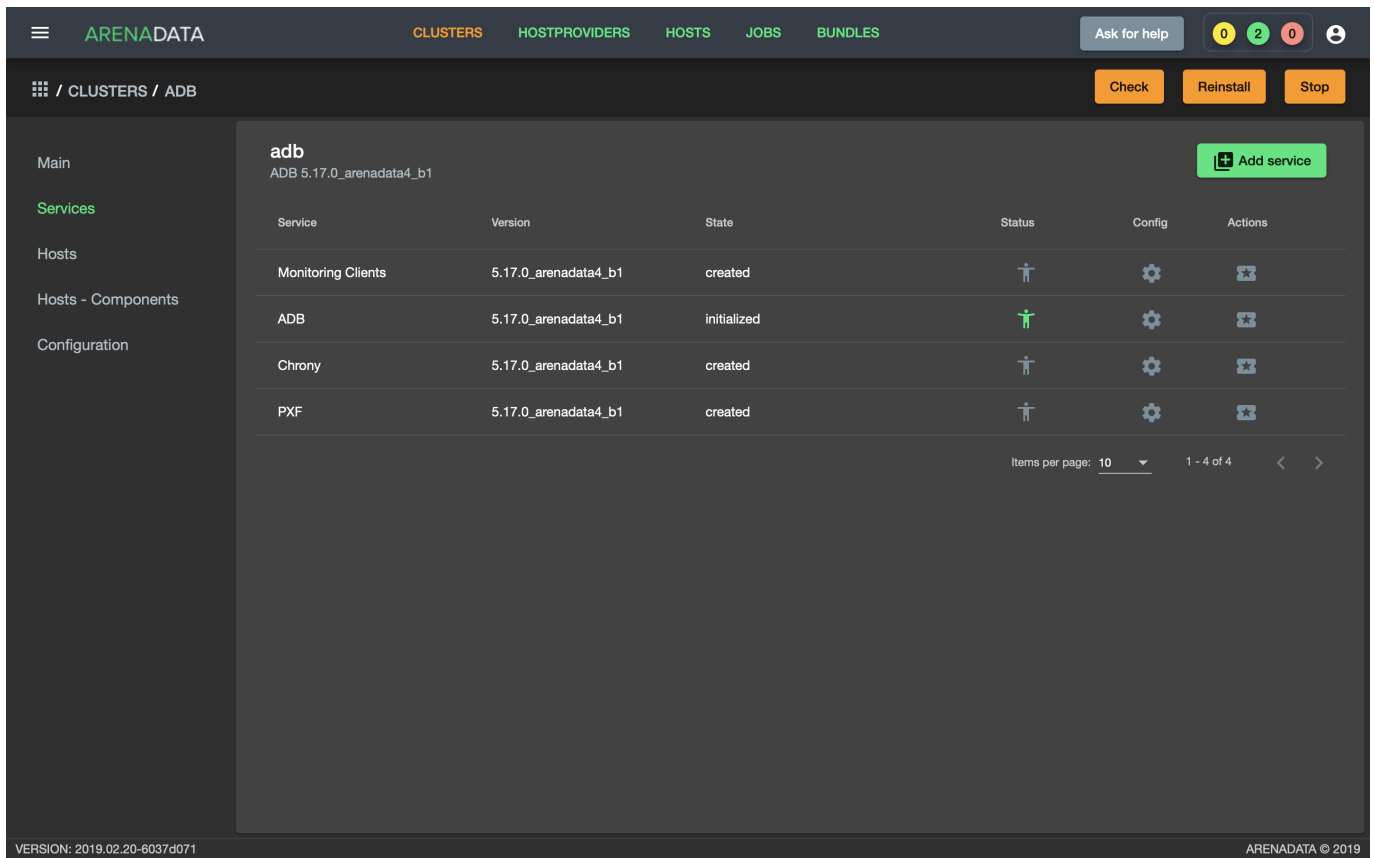 ARENADATA CLUSTERS HOSTPROVIDERS HOSTS JOBS BUNDLES Ask for help 0 2 0
/ CLUSTERS / ADB Check Reinstall Stop
Main
Services
Hosts
Hosts - Components
Configuration
adb
ADB 5.17.0_arenadata4_b1
Add service
Service Version State Status Config Actions
Monitoring Clients 5.17.0_arenadata4_b1 created
ADB 5.17.0_arenadata4_b1 initialized
Chrony 5.17.0_arenadata4_b1 created
PXF 5.17.0_arenadata4_b1 created
Items per page: 10 1 - 4 of 4
VERSION: 2019.02.20-6037d071 ARENADATA © 2019